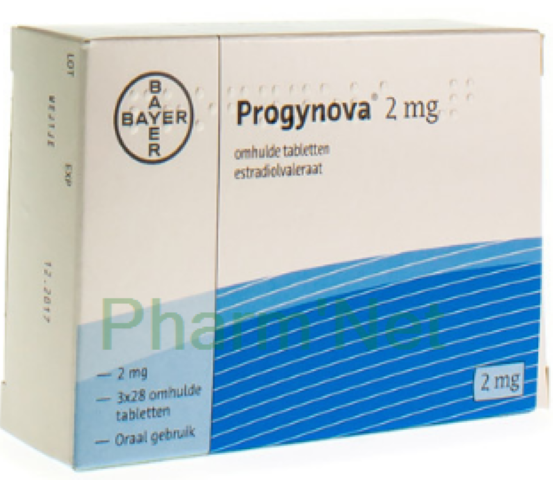 LOT
WE21JE
EXP
12.2017
BAYER
BAYER
Progynova® 2 mg
omhulde tabletten
estradiolvaleraat
Pharm'Net
— 2 mg
— 3x28 omhulde
tabletten
— Oraal gebruik
2 mg